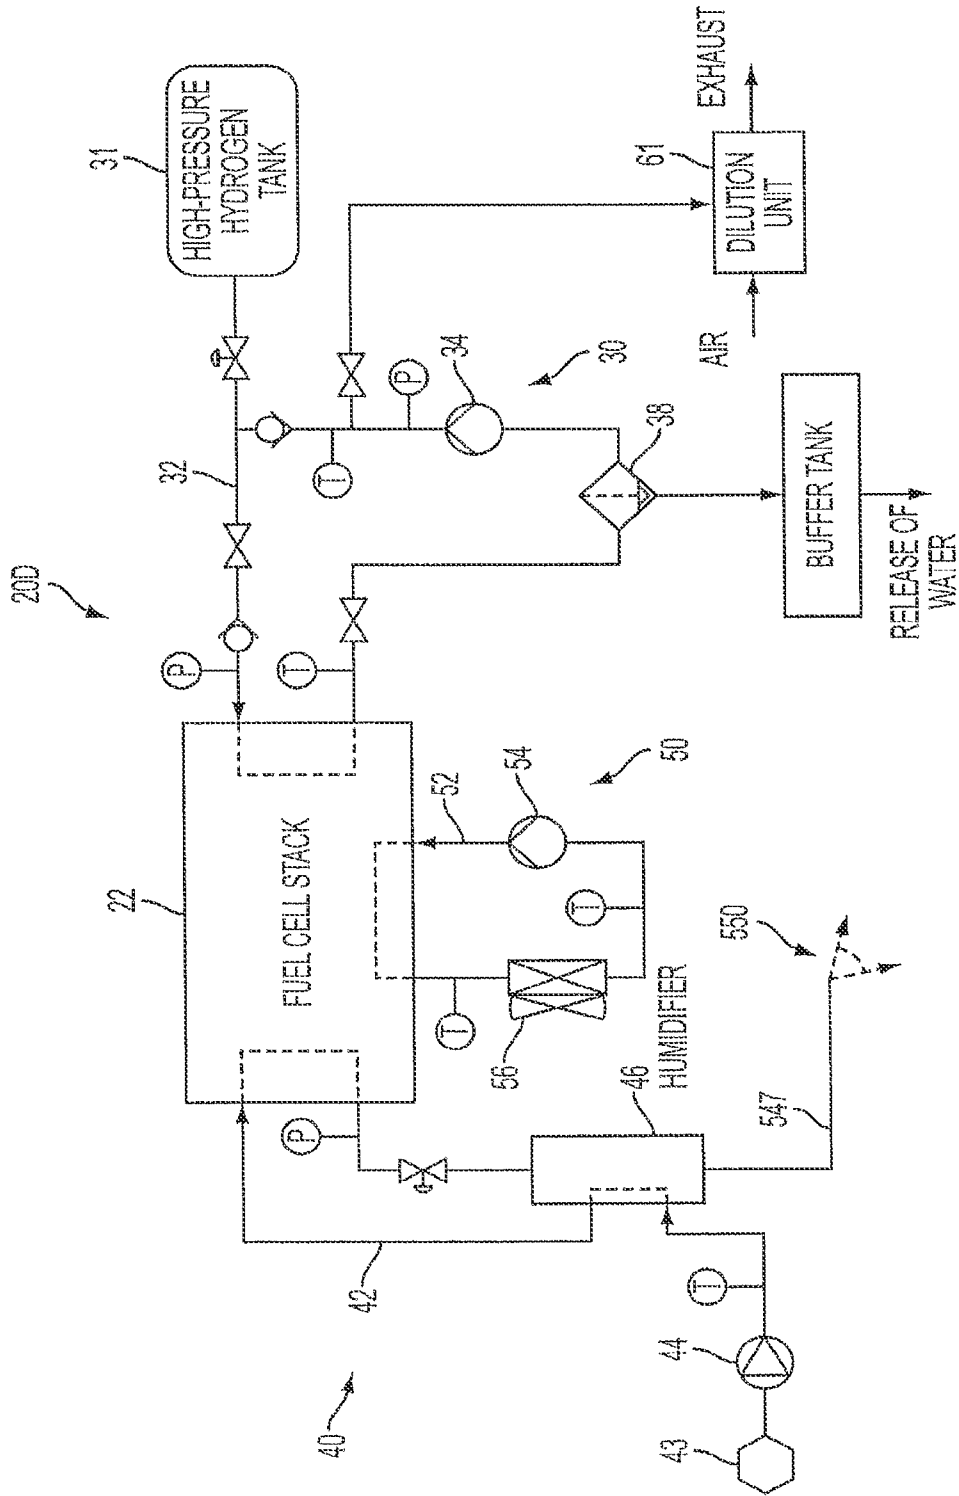 20D
31
HIGH-PRESSURE
HYDROGEN
TANK
32
P
T
22
FUEL CELL STACK
T
P
34
30
38
61
DILUTION
UNIT
EXHAUST
AIR
BUFFER TANK
RELEASE OF
WATER
52
54
50
T
T
56
P
HUMIDIFIER
46
550
547
42
T
44
43
40